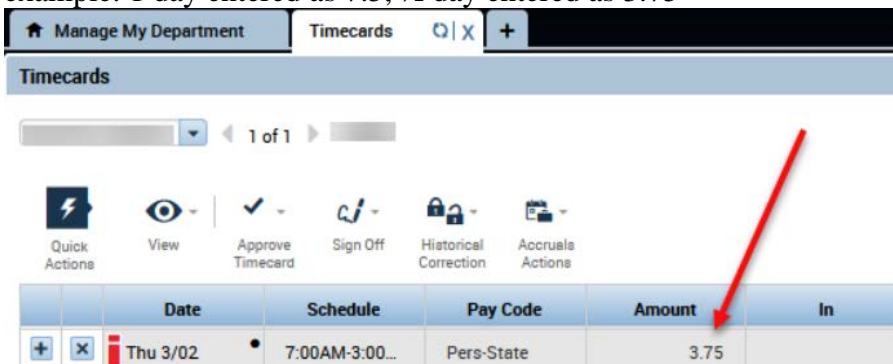 example: 1 day entered as 7.5, ½ day entered as 3.75
Manage My Department Timecards X +
Timecards
1 of 1
Quick Actions View Approve Timecard Sign Off Historical Correction Accruals Actions
Date Schedule Pay Code Amount In
+ x Thu 3/02 7:00AM-3:00... Pers-State 3.75